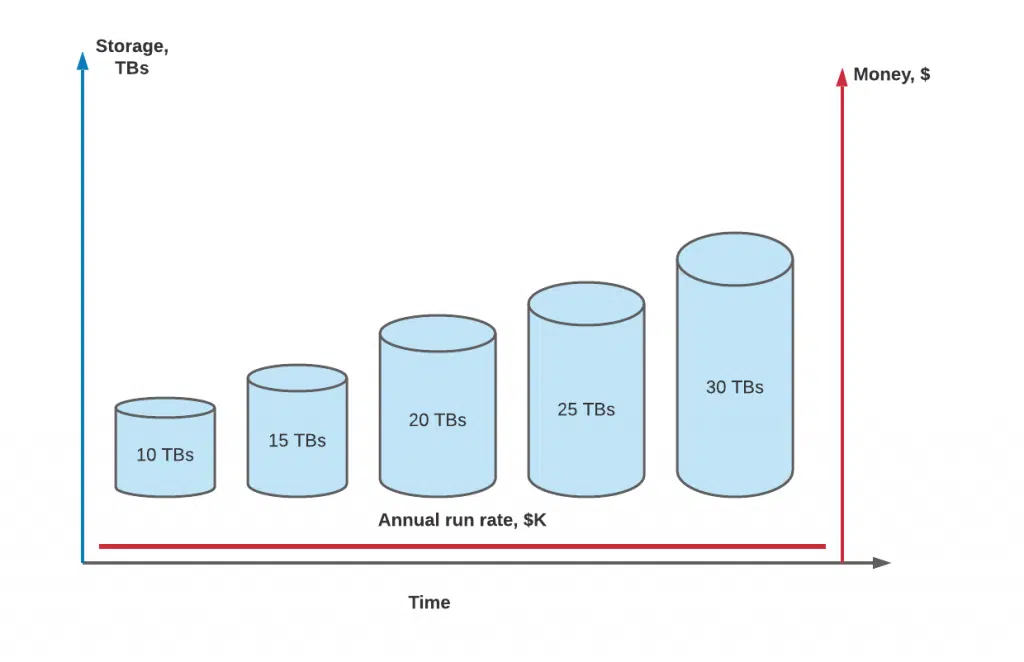 Storage,
TBs
Money, $
10 TBs
15 TBs
20 TBs
25 TBs
30 TBs
Annual run rate, $K
Time